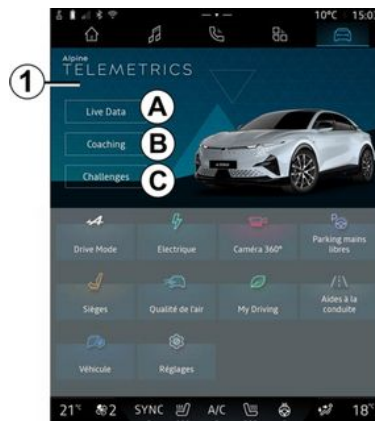 10°C 15:03
Alpine
TELEMETRICS
1
Live Data A
Coaching B
Challenges C
Drive Mode
Electrique
Caméra 360°
Parking mains
libres
Sièges
Qualité de l'air
My Driving
Aides à la
conduite
Véhicule
Réglages
21° 2 SYNC A/C 18°